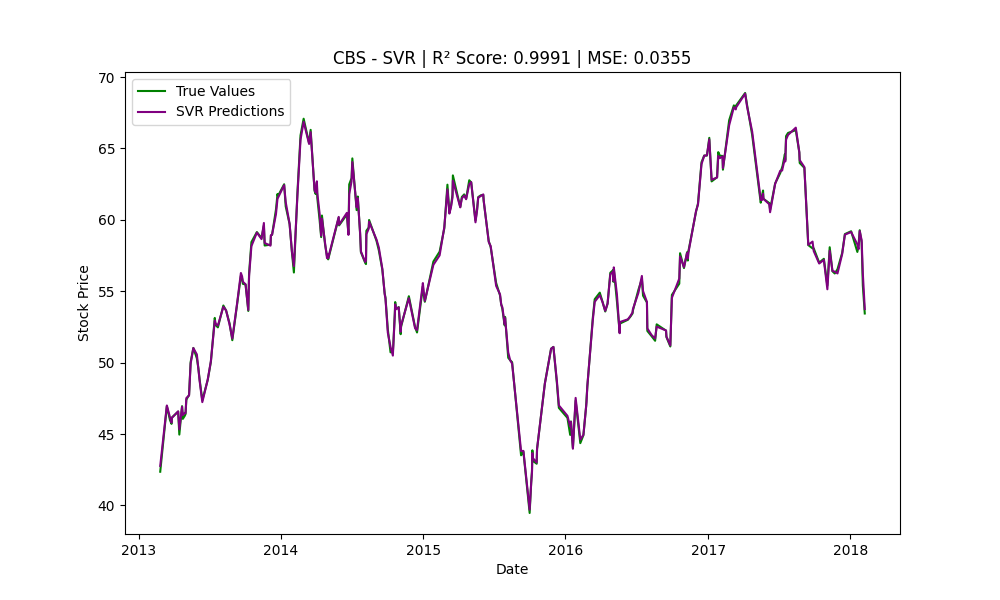 CBS - SVR | R² Score: 0.9991 | MSE: 0.0355
True Values
SVR Predictions
Stock Price
70
65
60
55
50
45
40
2013
2014
2015
2016
2017
2018
Date